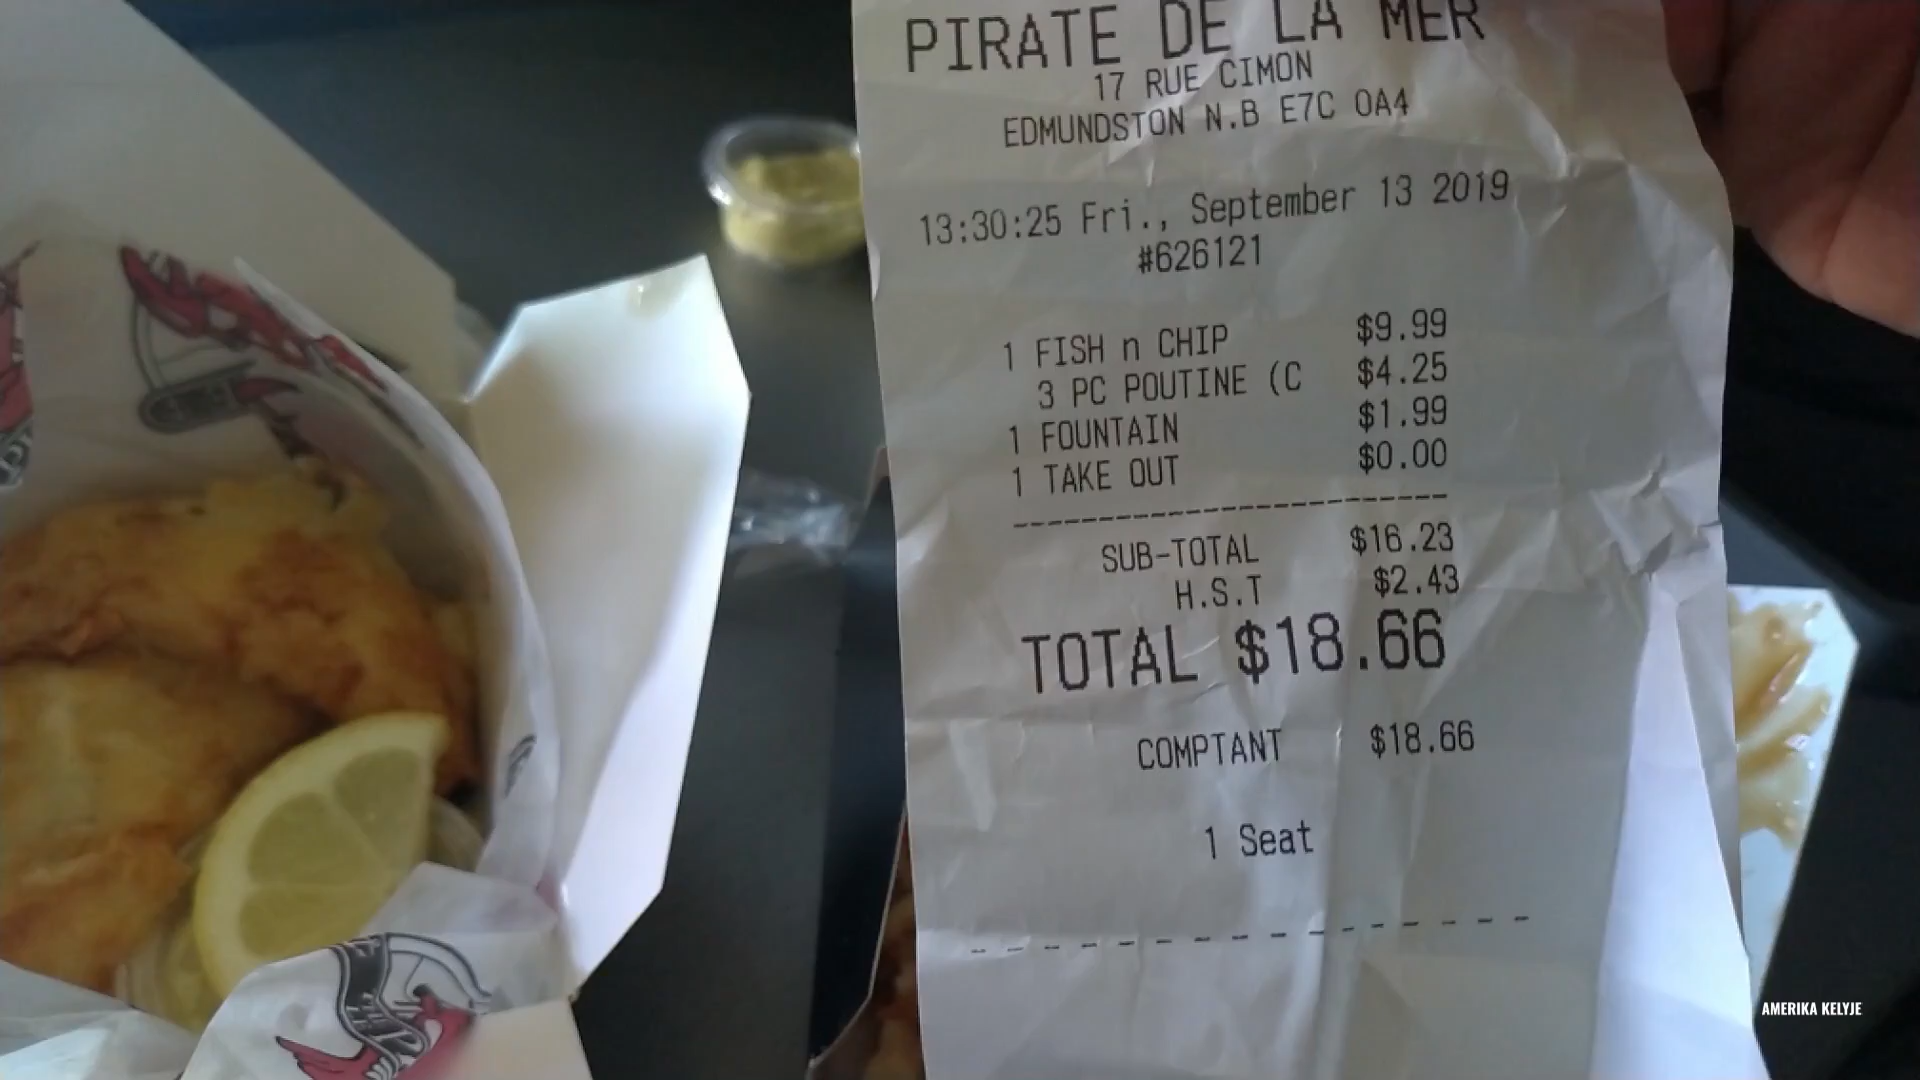 PIRATE DE LA MER
17 RUE CIMON
EDMUNDSTON N.B E7C 0A4
13:30:25 Fri., September 13 2019
#626121
1 FISH n CHIP $9.99
3 PC POUTINE (C $4.25
1 FOUNTAIN $1.99
1 TAKE OUT $0.00
SUB-TOTAL $16.23
H.S.T $2.43
TOTAL $18.66
COMPTANT $18.66
1 Seat
AMERIKA KELYJE